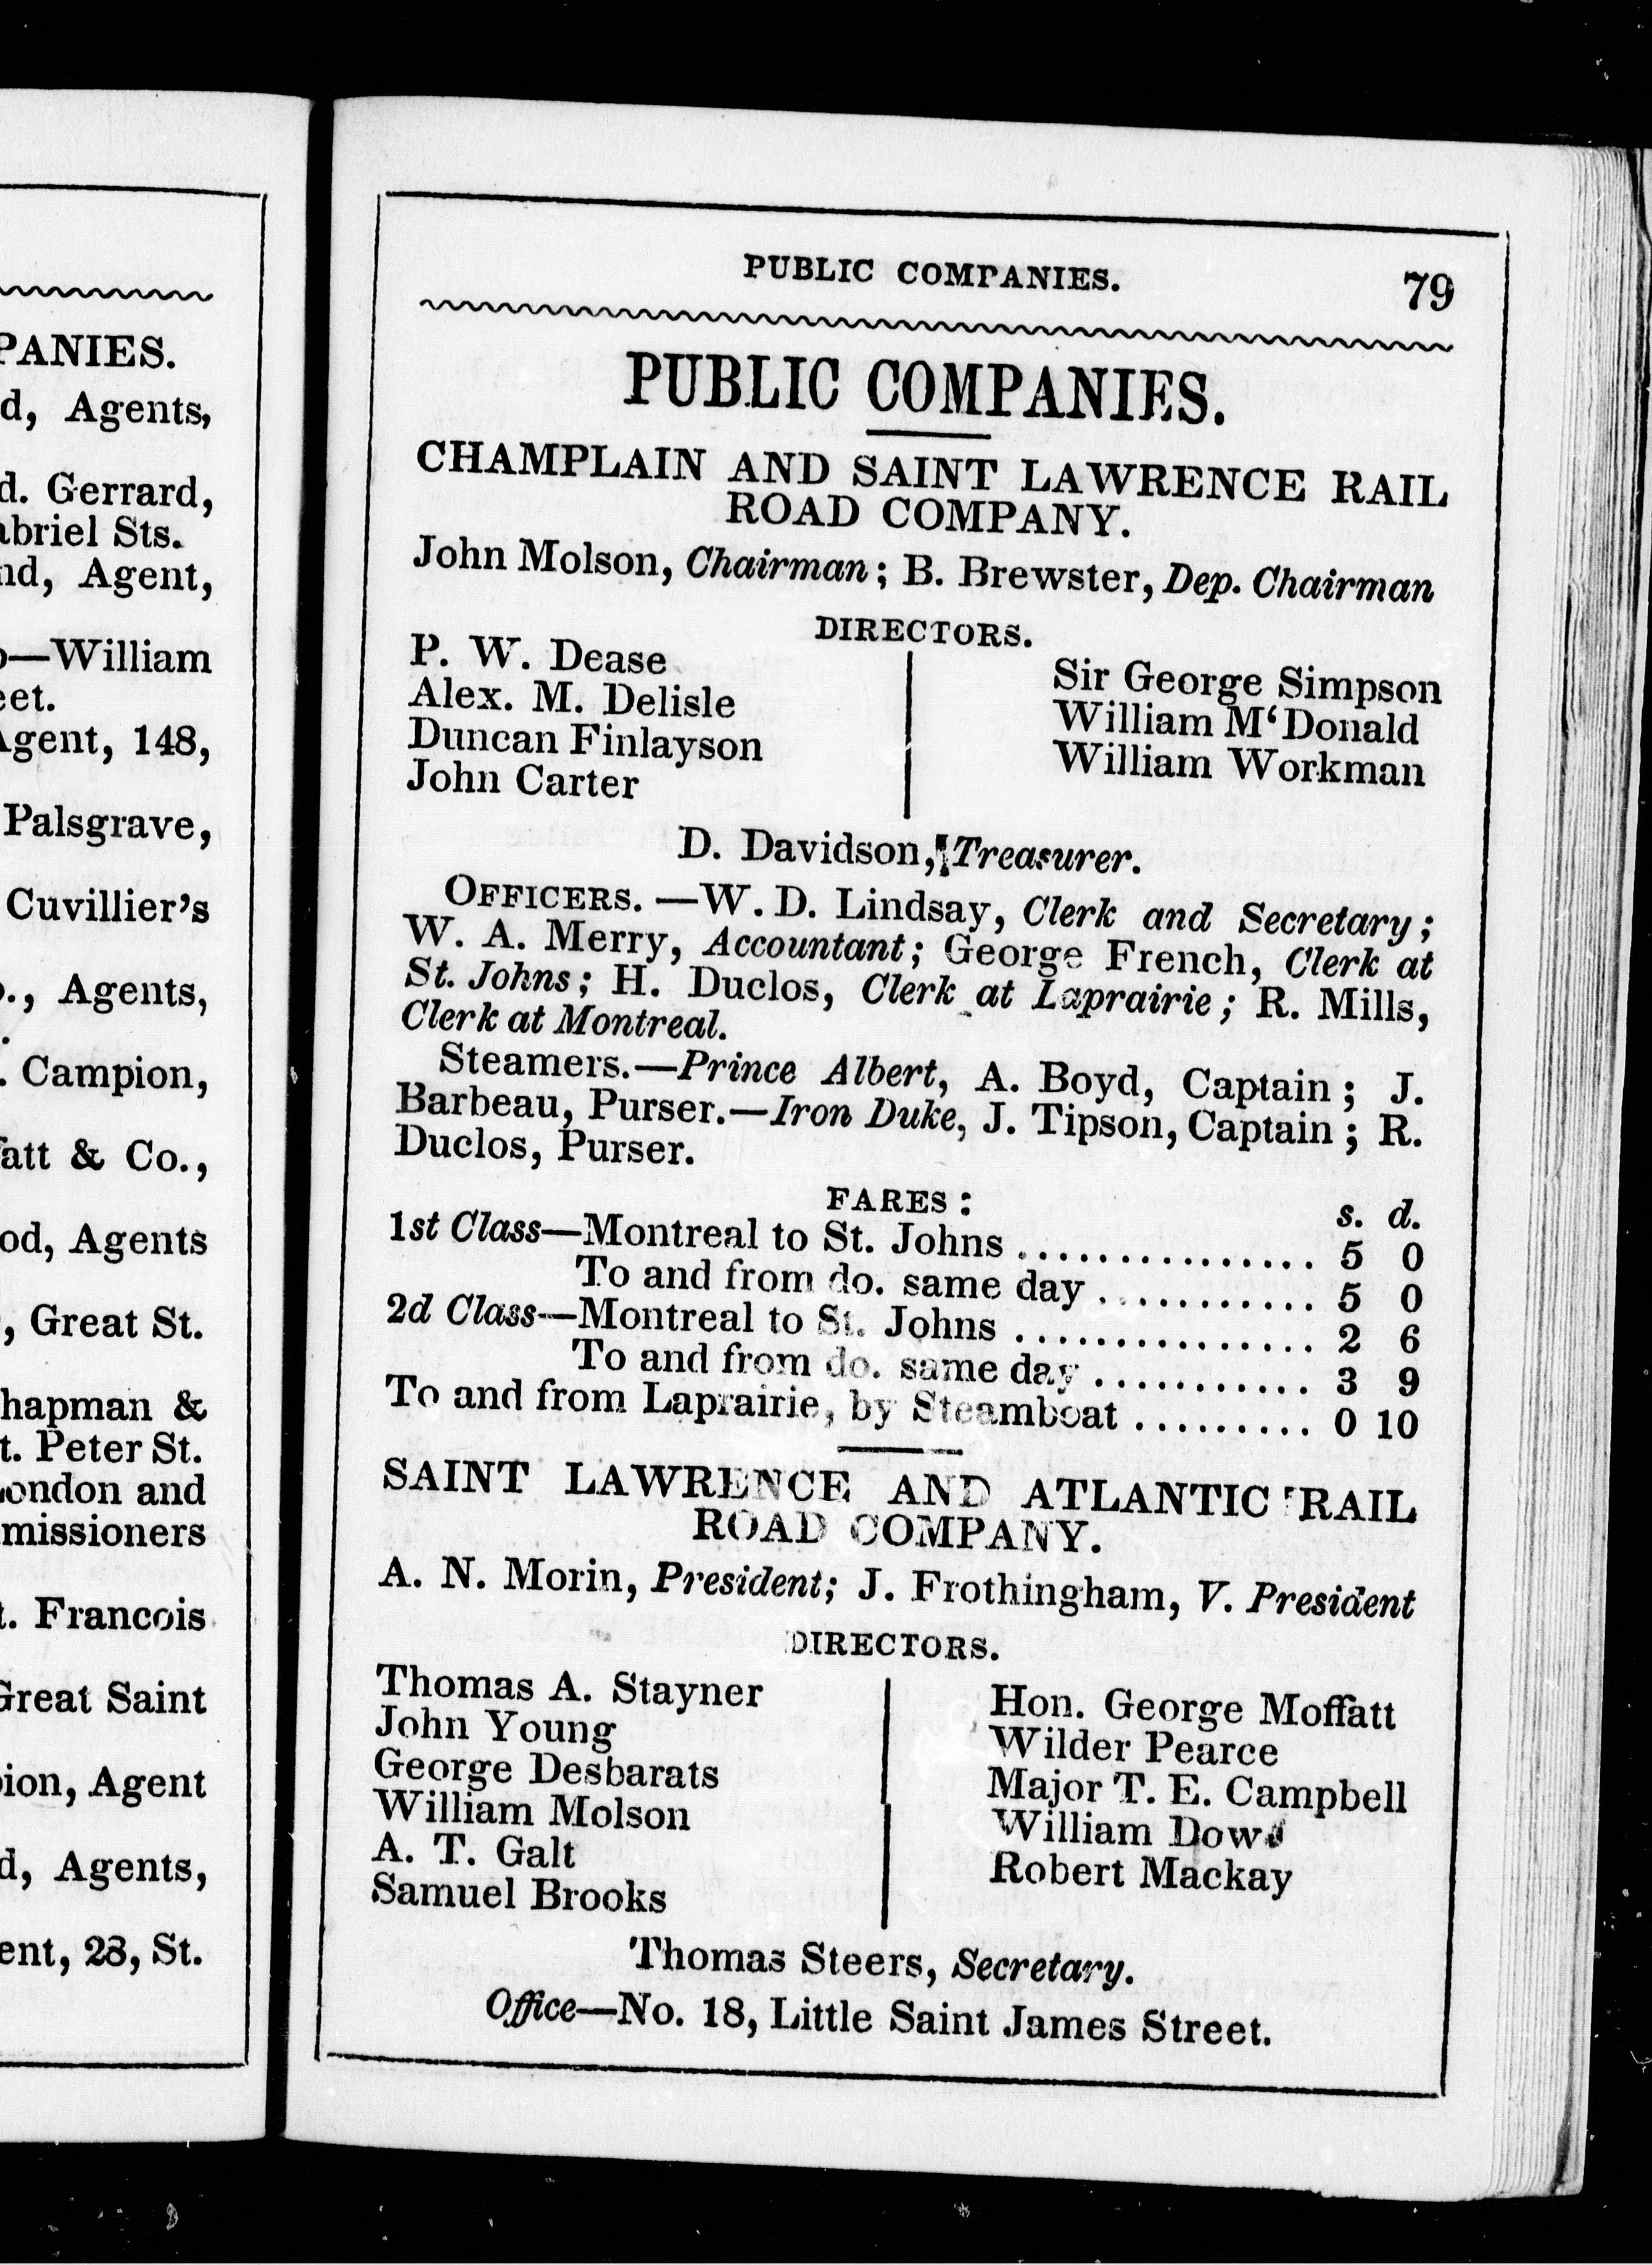 PANIES.
d, Agents,
d. Gerrard,
abriel Sts.
nd, Agent,
o—William
eet.
Agent, 148,
Palsgrave,
Cuvillier's
o., Agents,
. Campion,
fatt & Co.,
od, Agents
, Great St.
hapman &
t. Peter St.
London and
missioners
t. Francois
Great Saint
pion, Agent
d, Agents,
ent, 23, St.
PUBLIC COMPANIES. 79
PUBLIC COMPANIES.
CHAMPLAIN AND SAINT LAWRENCE RAIL
ROAD COMPANY.
John Molson, Chairman; B. Brewster, Dep. Chairman
DIRECTORS.
P. W. Dease
Alex. M. Delisle
Duncan Finlayson
John Carter
Sir George Simpson
William M‘Donald
William Workman
D. Davidson, Treasurer.
OFFICERS.—W. D. Lindsay, Clerk and Secretary;
W. A. Merry, Accountant; George French, Clerk at
St. Johns; H. Duclos, Clerk at Laprairie; R. Mills,
Clerk at Montreal.
Steamers.—Prince Albert, A. Boyd, Captain; J.
Barbeau, Purser.—Iron Duke, J. Tipson, Captain; R.
Duclos, Purser.
FARES: s. d.
1st Class—Montreal to St. Johns ............... 5 0
To and from do. same day ........... 5 0
2d Class—Montreal to St. Johns ............... 2 6
To and from do. same day ........... 3 9
To and from Laprairie, by Steamboat ......... 0 10
SAINT LAWRENCE AND ATLANTIC RAIL
ROAD COMPANY.
A. N. Morin, President; J. Frothingham, V. President
DIRECTORS.
Thomas A. Stayner
John Young
George Desbarats
William Molson
A. T. Galt
Samuel Brooks
Hon. George Moffatt
Wilder Pearce
Major T. E. Campbell
William Dow
Robert Mackay
Thomas Steers, Secretary.
Office—No. 18, Little Saint James Street.